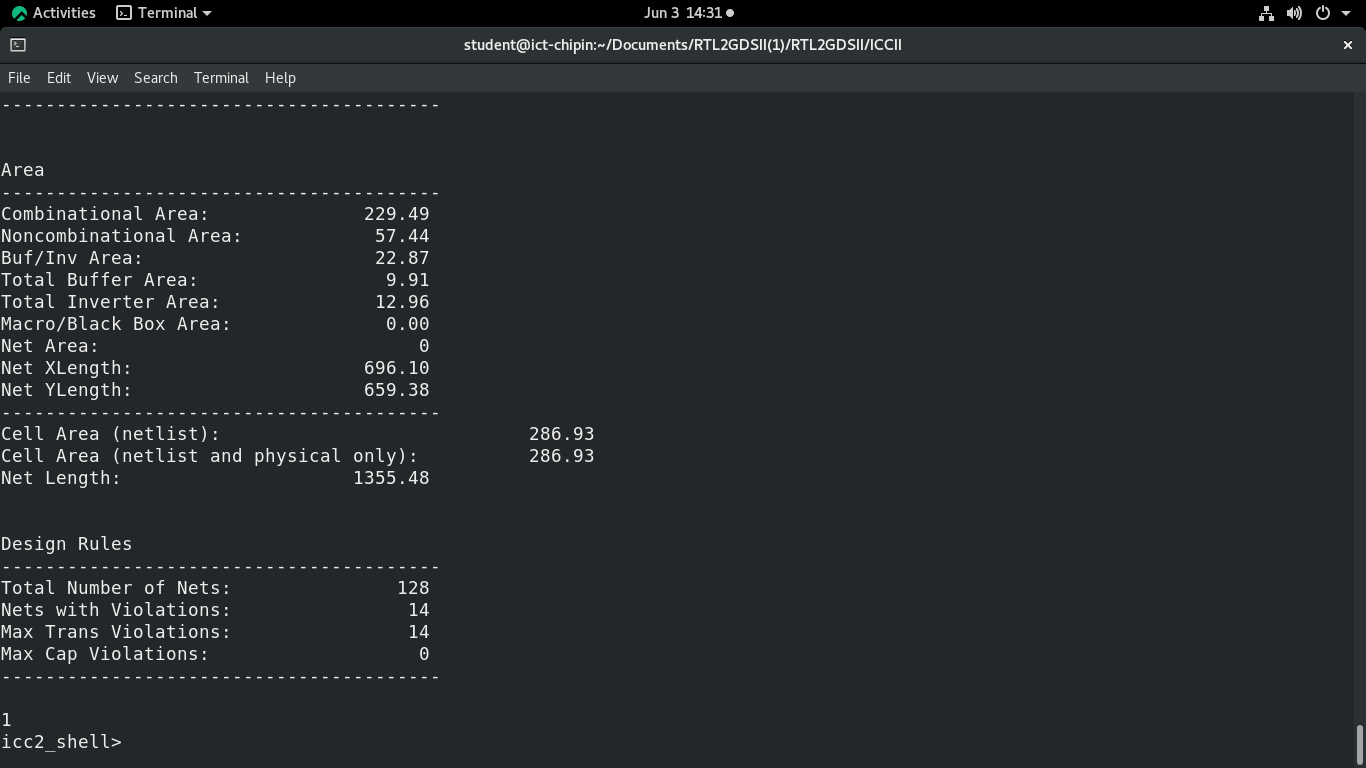 Activities Terminal Jun 3 14:31
student@ict-chipin:~/Documents/RTL2GDSII(1)/RTL2GDSII/ICCII ×
File Edit View Search Terminal Help
----------------------------------------
Area
----------------------------------------
Combinational Area: 229.49
Noncombinational Area: 57.44
Buf/Inv Area: 22.87
Total Buffer Area: 9.91
Total Inverter Area: 12.96
Macro/Black Box Area: 0.00
Net Area: 0
Net XLength: 696.10
Net YLength: 659.38
----------------------------------------
Cell Area (netlist): 286.93
Cell Area (netlist and physical only): 286.93
Net Length: 1355.48
Design Rules
----------------------------------------
Total Number of Nets: 128
Nets with Violations: 14
Max Trans Violations: 14
Max Cap Violations: 0
----------------------------------------
1
icc2_shell>